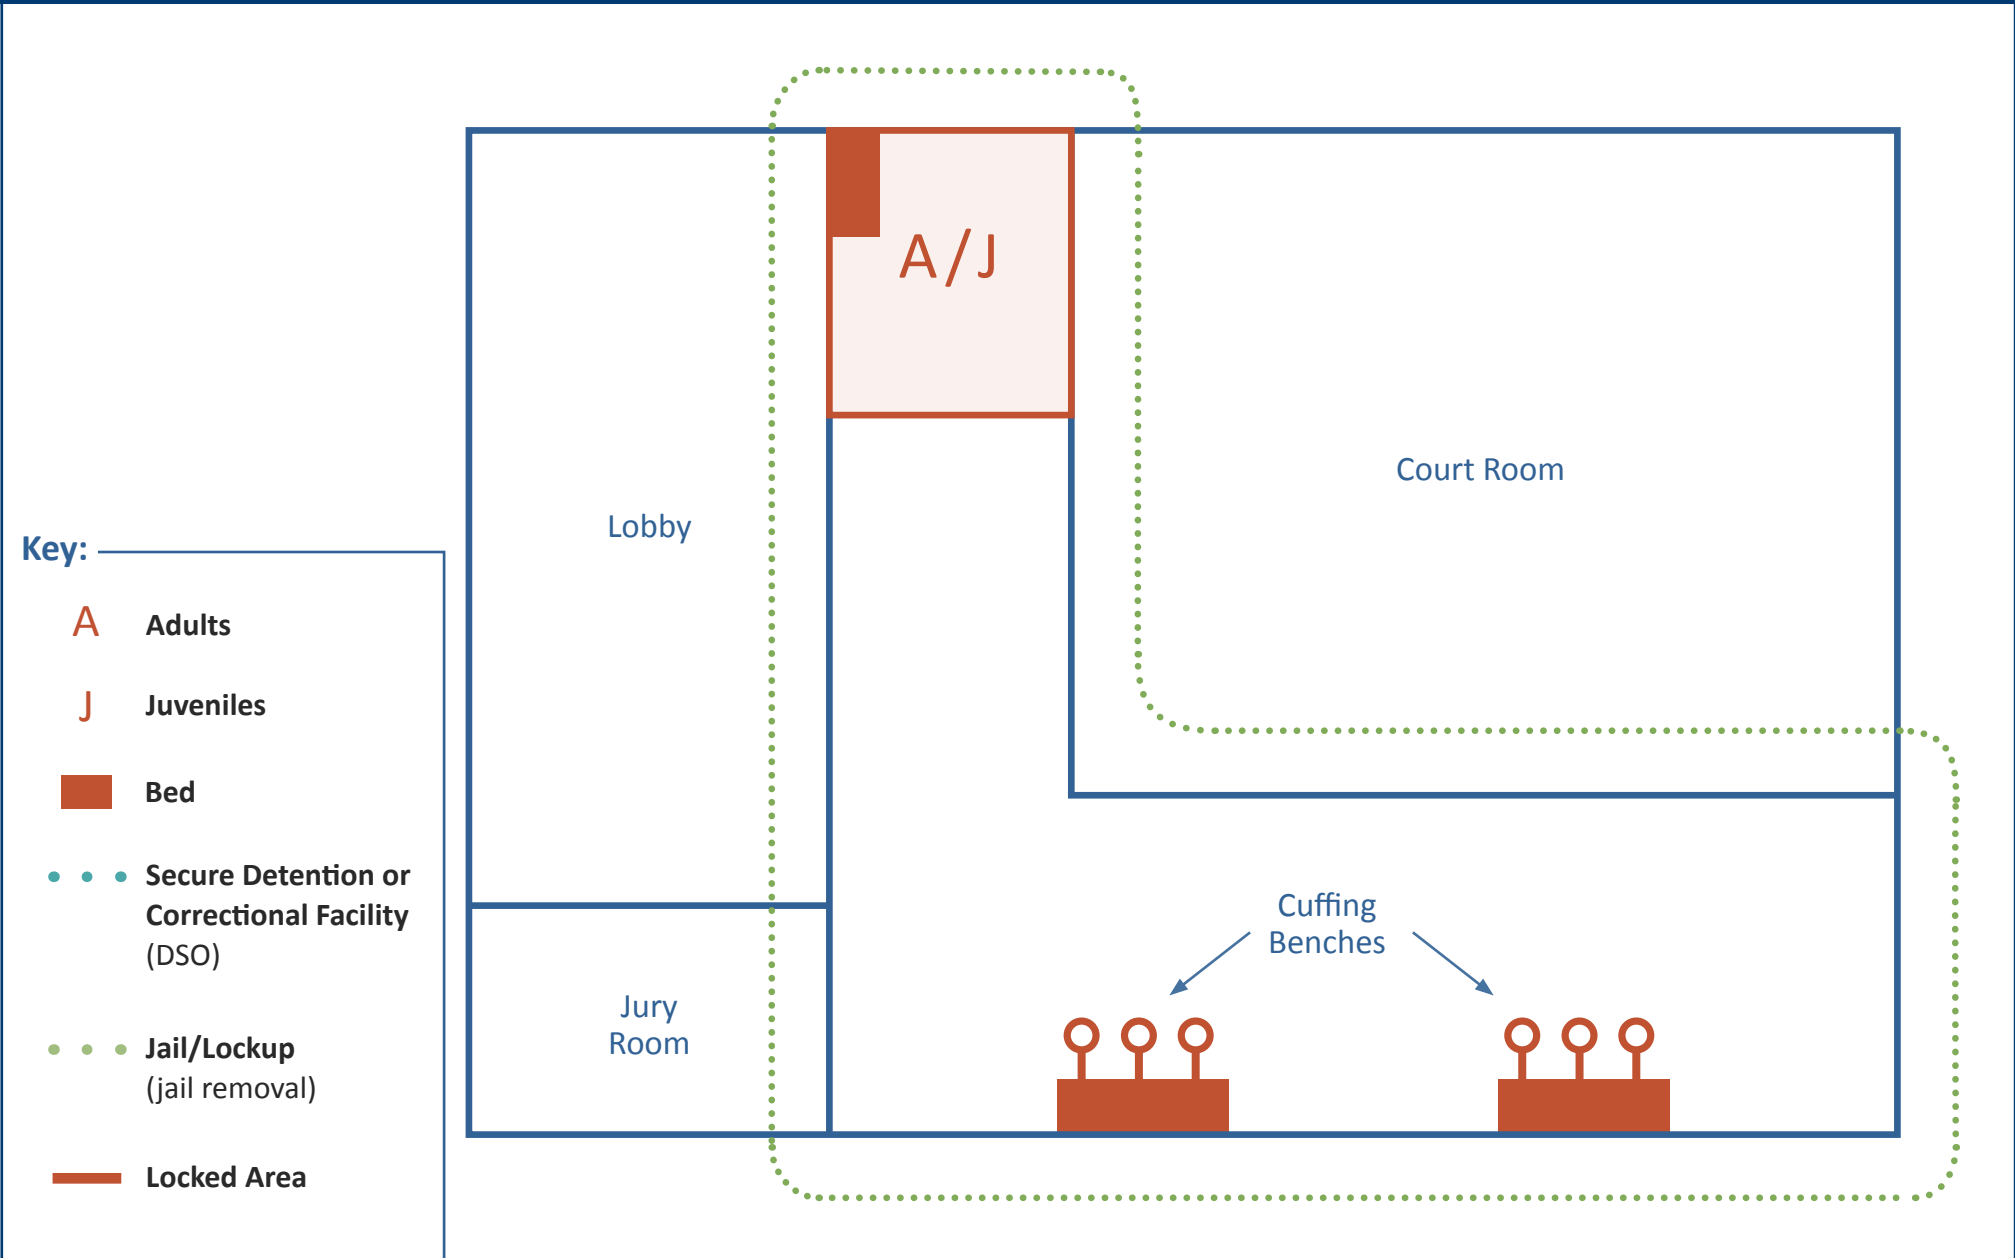 A/J
Court Room
Lobby
Key:
A Adults
J Juveniles
Bed
Secure Detention or
Correctional Facility
(DSO)
Jail/Lockup
(jail removal)
Locked Area
Cuffing
Benches
Jury
Room